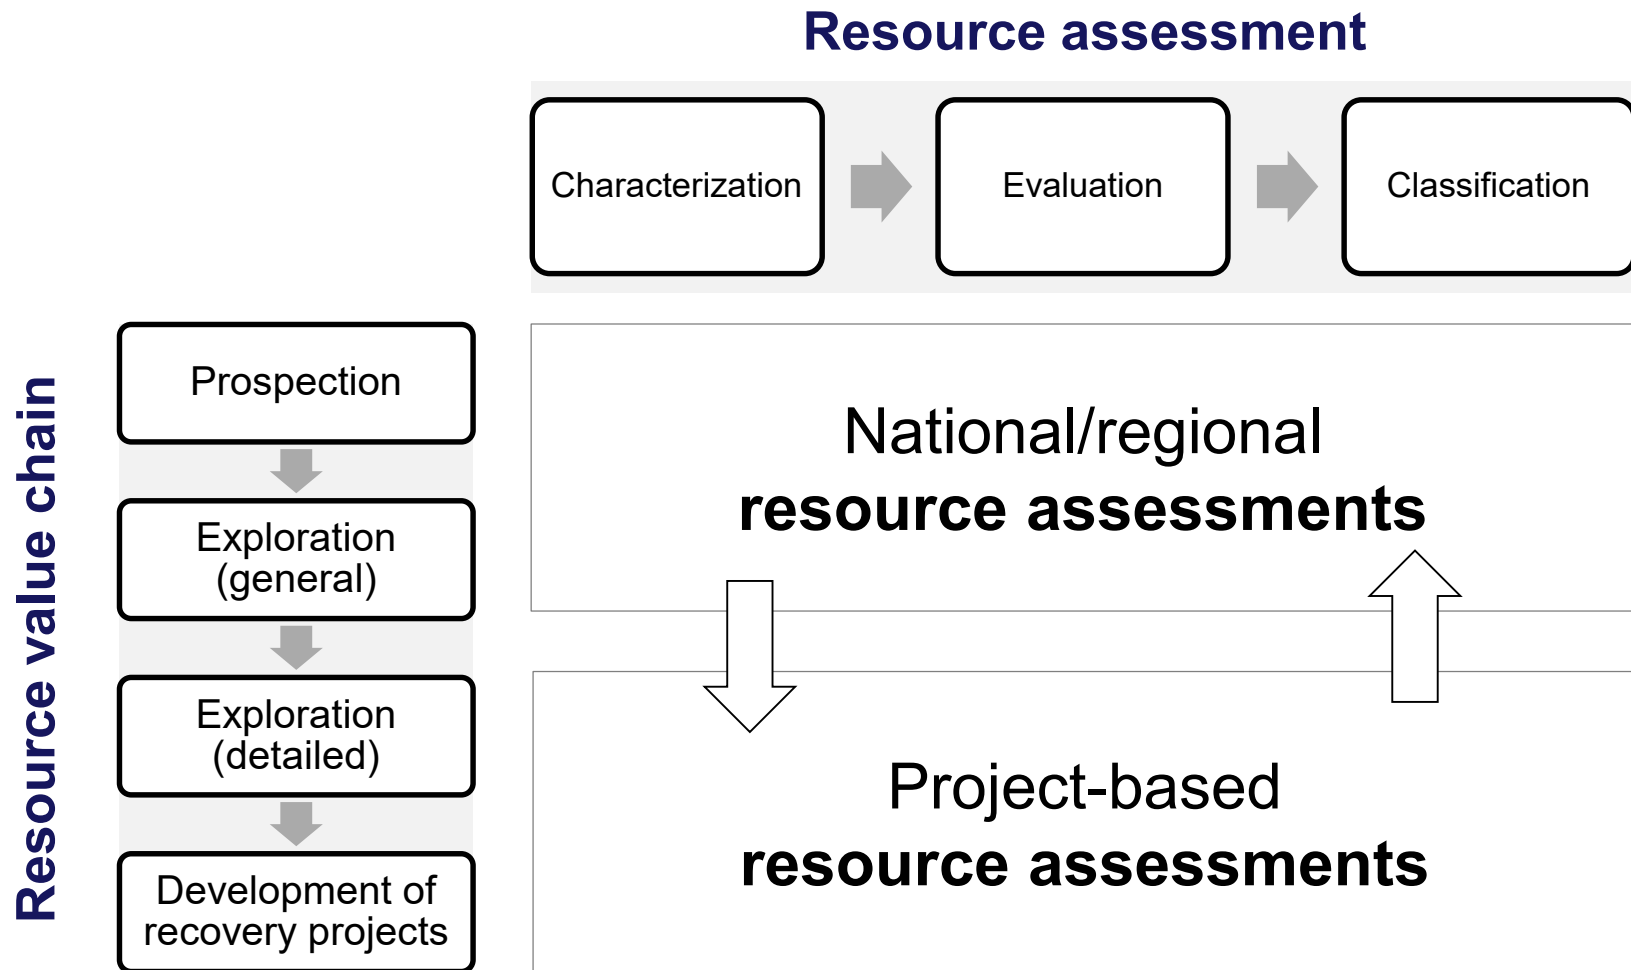 Resource assessment
Characterization
Evaluation
Classification
Resource value chain
Prospection
Exploration
(general)
Exploration
(detailed)
Development of
recovery projects
National/regional
resource assessments
Project-based
resource assessments